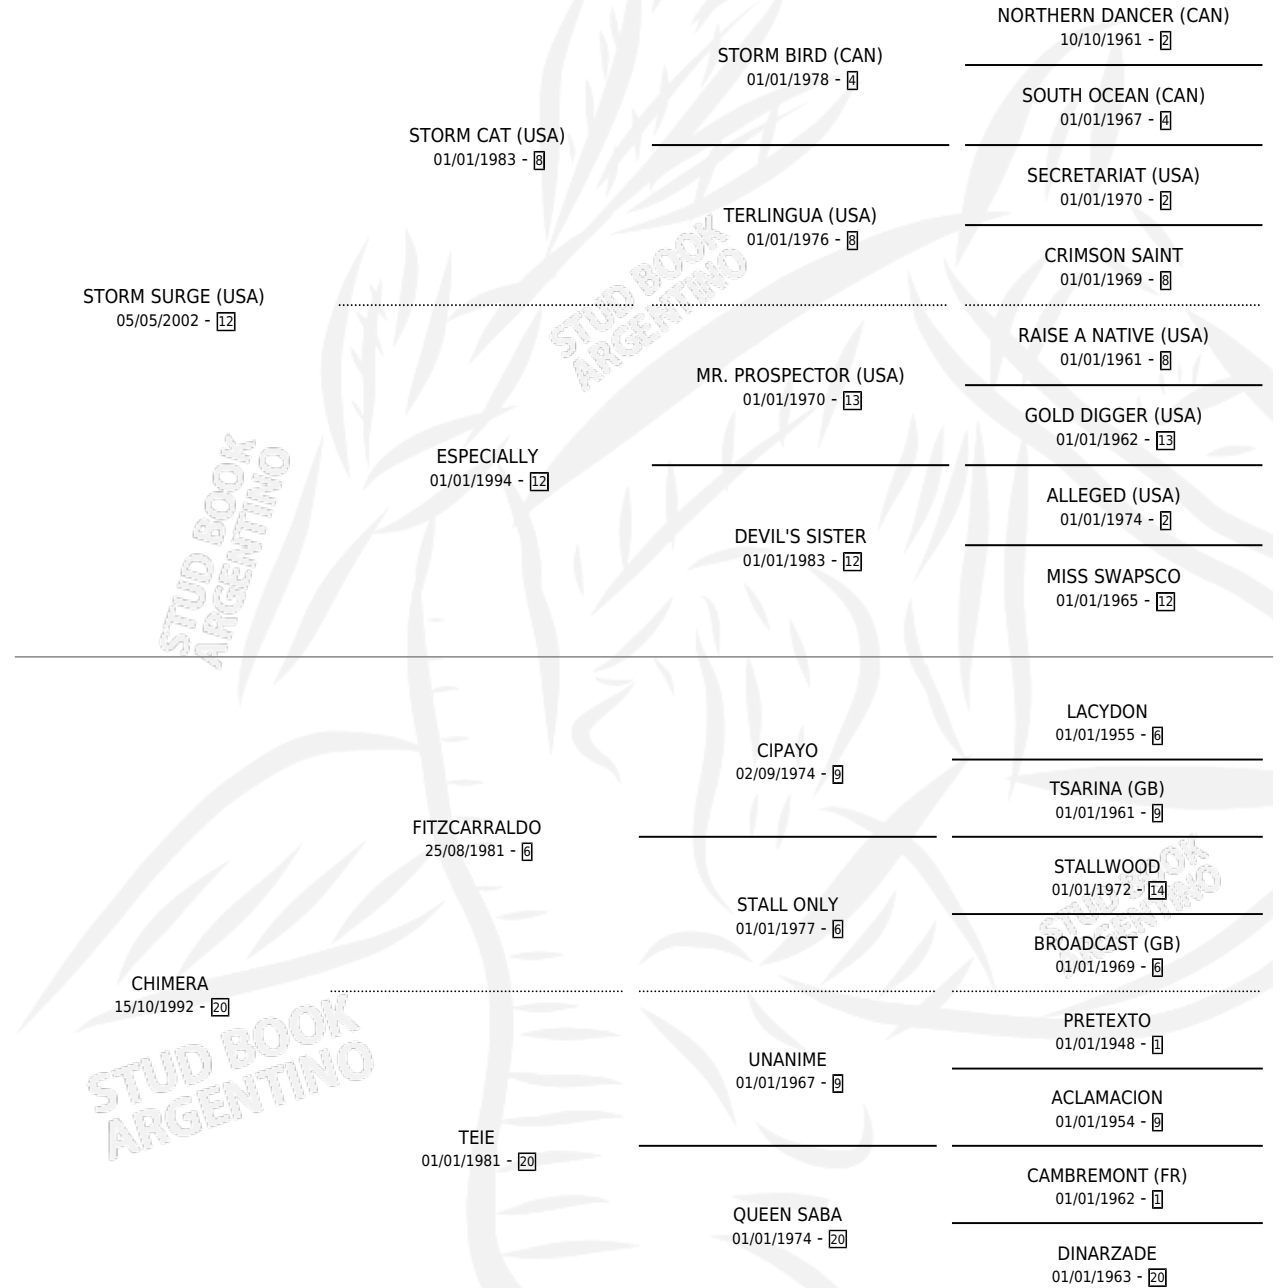 NORTHERN DANCER (CAN)
10/10/1961 - 2
STORM BIRD (CAN)
01/01/1978 - 4
SOUTH OCEAN (CAN)
01/01/1967 - 4
STORM CAT (USA)
01/01/1983 - 8
SECRETARIAT (USA)
01/01/1970 - 2
TERLINGUA (USA)
01/01/1976 - 8
CRIMSON SAINT
01/01/1969 - 8
STORM SURGE (USA)
05/05/2002 - 12
RAISE A NATIVE (USA)
01/01/1961 - 8
MR. PROSPECTOR (USA)
01/01/1970 - 13
GOLD DIGGER (USA)
01/01/1962 - 13
ESPECIALLY
01/01/1994 - 12
ALLEGED (USA)
01/01/1974 - 2
DEVIL'S SISTER
01/01/1983 - 12
MISS SWAPSCO
01/01/1965 - 12
LACYDON
01/01/1955 - 6
CIPAYO
02/09/1974 - 9
TSARINA (GB)
01/01/1961 - 9
FITZCARRALDO
25/08/1981 - 6
STALLWOOD
01/01/1972 - 14
STALL ONLY
01/01/1977 - 6
BROADCAST (GB)
01/01/1969 - 6
CHIMERA
15/10/1992 - 20
PRETEXTO
01/01/1948 - 1
UNANIME
01/01/1967 - 9
ACLAMACION
01/01/1954 - 9
TEIE
01/01/1981 - 20
CAMBREMONT (FR)
01/01/1962 - 1
QUEEN SABA
01/01/1974 - 20
DINARZADE
01/01/1963 - 20
STUD BOOK
ARGENTINO
STUD BOOK
ARGENTINO
STUD BOOK
ARGENTINO
STUD BOOK
ARGENTINO